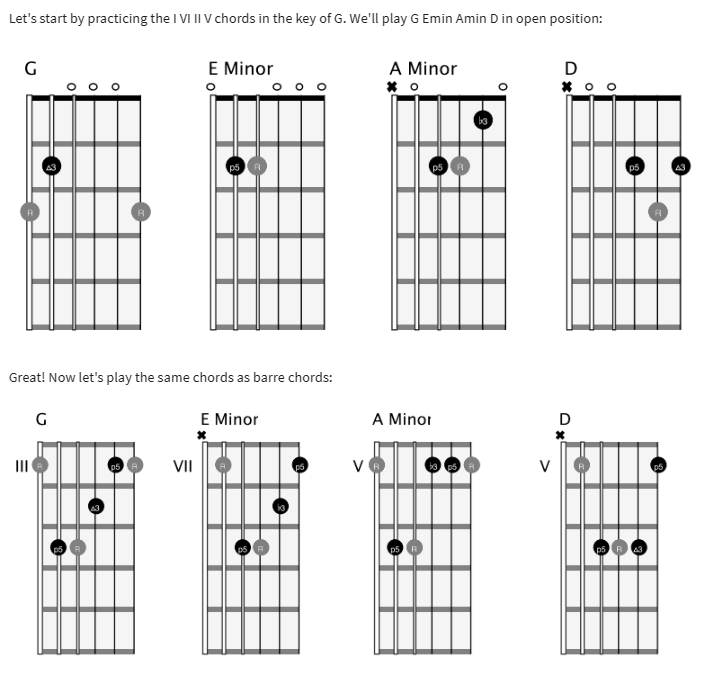 Let's start by practicing the I VI II V chords in the key of G. We'll play G Emin Amin D in open position:
G E Minor A Minor D
o o o o o o o x o o x o o
♭3
Δ3 p5 R p5 R p5 Δ3
R R R
Great! Now let's play the same chords as barre chords:
G E Minor A Minor D
x x
III R p5 R VII R p5 V R ♭3 p5 R V R p5
Δ3 ♭3
p5 R p5 R p5 R p5 R Δ3